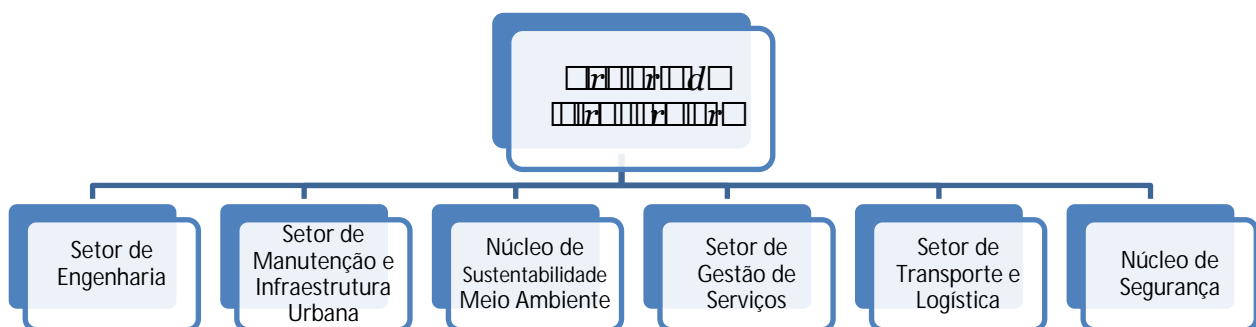 Setor de
Engenharia
Setor de
Manutenção e
Infraestrutura
Urbana
Núcleo de
Sustentabilidade
Meio Ambiente
Setor de
Gestão de
Serviços
Setor de
Transporte e
Logística
Núcleo de
Segurança